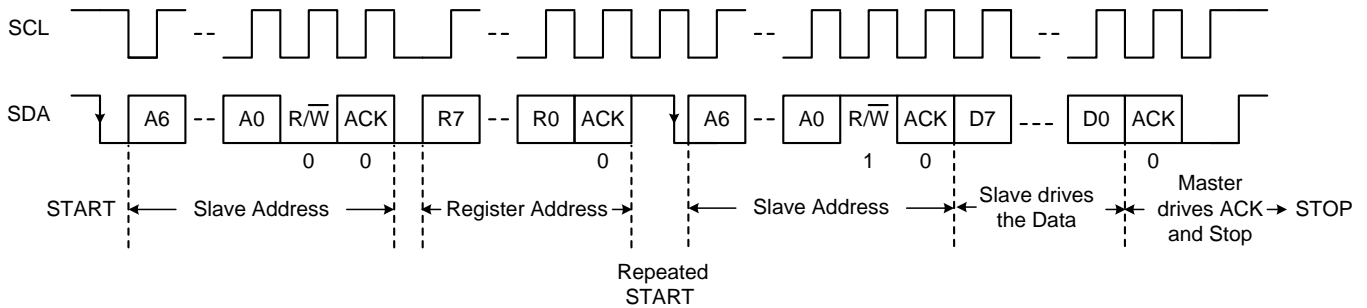 SCL
SDA
A6 A0 R/W̅ ACK R7 R0 ACK A6 A0 R/W̅ ACK D7 D0 ACK
0 0 0 1 0 0
START Slave Address Register Address Slave Address Slave drives the Data Master drives ACK and Stop STOP
Repeated
START